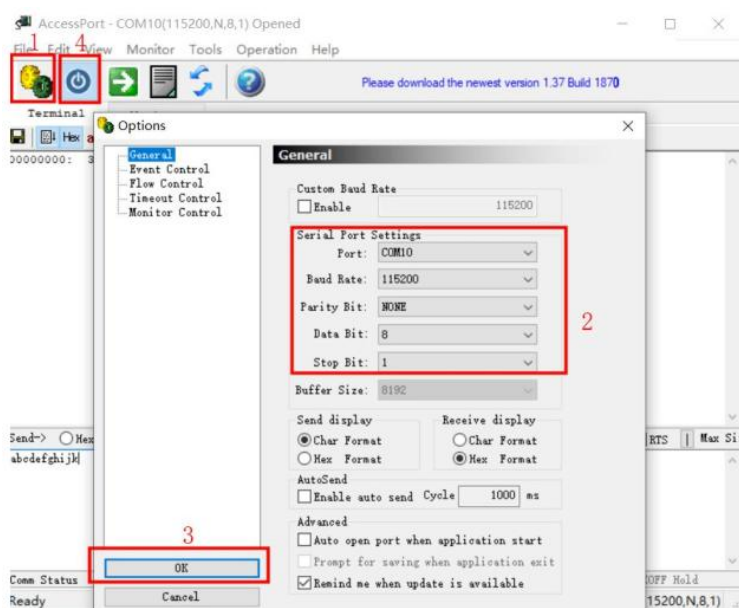 AccessPort - COM10(115200,N,8,1) Opened
File Edit View Monitor Tools Operation Help
1 4
Please download the newest version 1.37 Build 1870
Terminal
Hex a
Options
00000000: 3
General
Event Control
Flow Control
Timeout Control
Monitor Control
General
Custom Baud Rate
Enable 115200
Serial Port Settings
Port: COM10
Baud Rate: 115200
Parity Bit: NONE
Data Bit: 8
Stop Bit: 1
2
Buffer Size: 8192
Send display
Char Format
Hex Format
Receive display
Char Format
Hex Format
AutoSend
Enable auto send Cycle 1000 ms
Advanced
Auto open port when application start
Prompt for saving when application exit
Remind me when update is available
3
OK
Cancel
Send-> Hex
RTS | Max Si
abcdefghijk
Comm Status
XOFF Hold
Ready
15200,N,8,1)